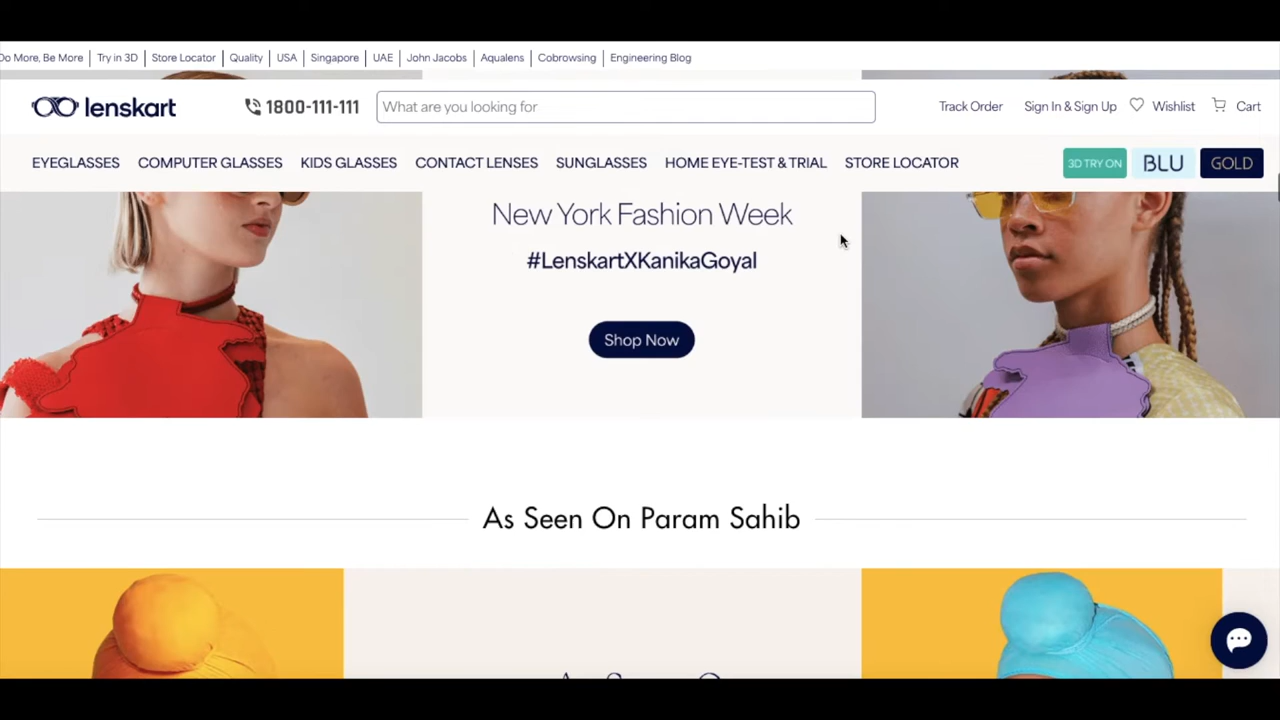 Do More, Be More
Try in 3D
Store Locator
Quality
USA
Singapore
UAE
John Jacobs
Aqualens
Cobrowsing
Engineering Blog
lenskart
1800-111-111
What are you looking for
Track Order
Sign In & Sign Up
Wishlist
Cart
EYEGLASSES
COMPUTER GLASSES
KIDS GLASSES
CONTACT LENSES
SUNGLASSES
HOME EYE-TEST & TRIAL
STORE LOCATOR
3D TRY ON
BLU
GOLD
New York Fashion Week
#LenskartXKanikaGoyal
Shop Now
As Seen On Param Sahib